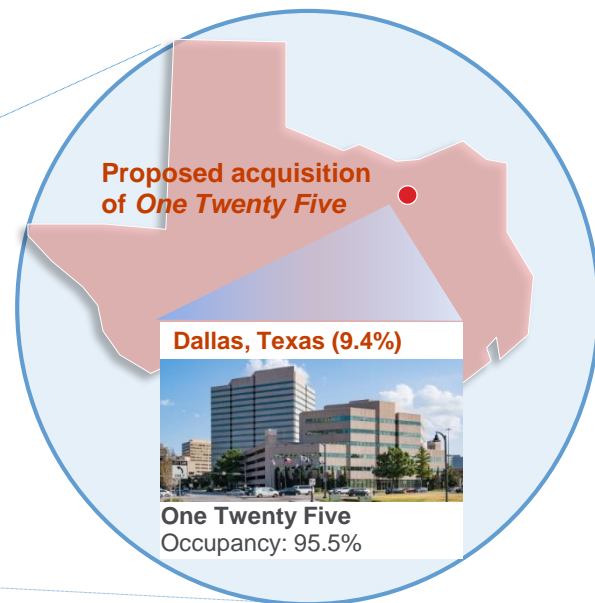 Proposed acquisition
of One Twenty Five
Dallas, Texas (9.4%)
One Twenty Five
Occupancy: 95.5%